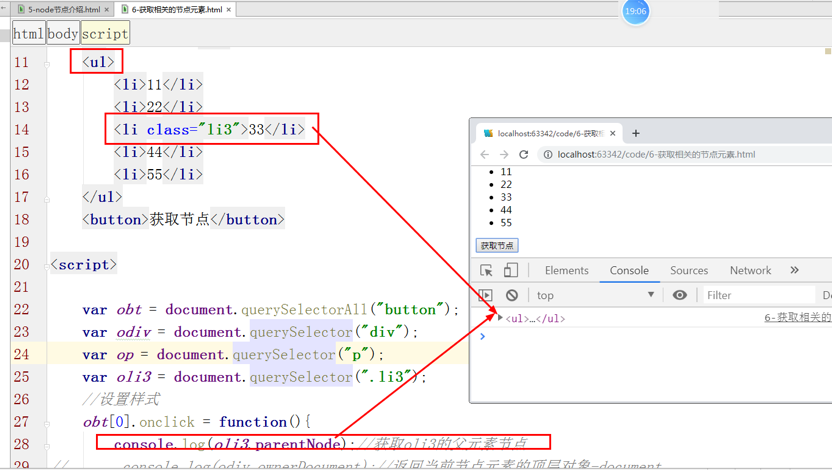 5-node节点介绍.html
6-获取相关的节点元素.html
19:06
html body script
11 <ul>
12 <li>11</li>
13 <li>22</li>
14 <li class="li3">33</li>
15 <li>44</li>
16 <li>55</li>
17 </ul>
18 <button>获取节点</button>
19
20 <script>
21
22 var obt = document.querySelectorAll("button");
23 var odiv = document.querySelector("div");
24 var op = document.querySelector("p");
25 var oli3 = document.querySelector(".li3");
26 //设置样式
27 obt[0].onclick = function(){
28 console.log(oli3.parentNode);//获取oli3的父元素节点
29 // console.log(odiv.ownerDocument);//返回当前节点元素的顶层对象-document
localhost:63342/code/6-获取相
localhost:63342/code/6-获取相关的节点元素.html
11
22
33
44
55
获取节点
Elements Console Sources Network »
top Filter
<ul>…</ul> 6-获取相关的